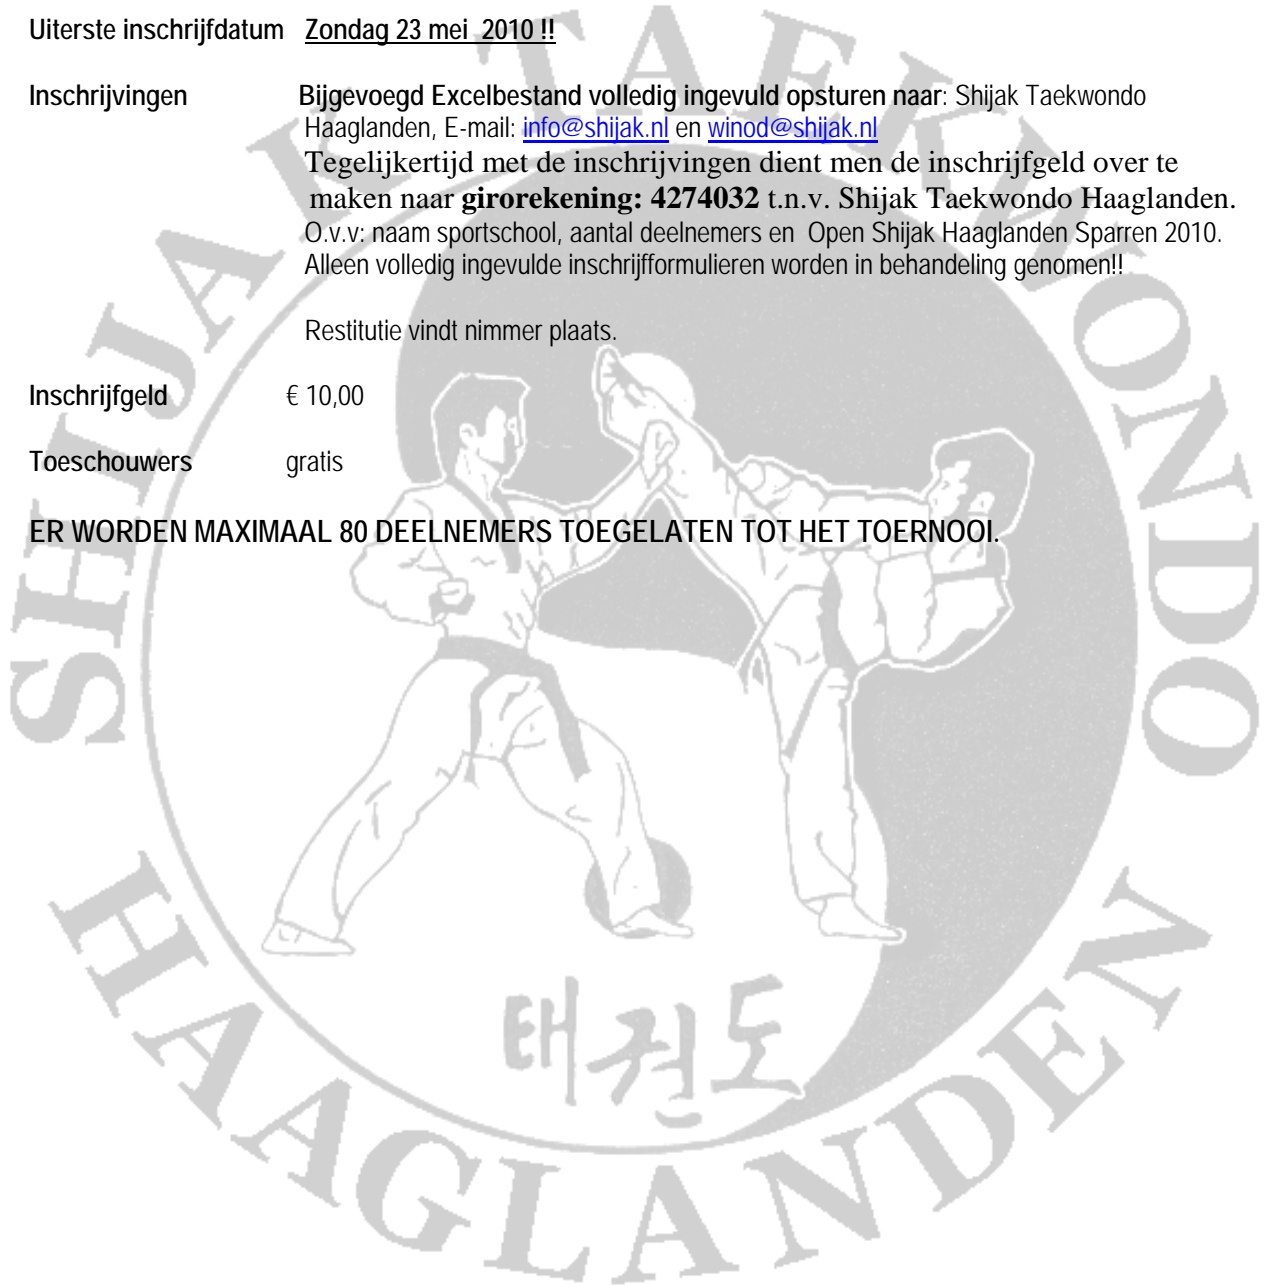 Uiterste inschrijfdatum Zondag 23 mei 2010 !!
Inschrijvingen Bijgevoegd Excelbestand volledig ingevuld opsturen naar: Shijak Taekwondo
Haaglanden, E-mail: info@shijak.nl en winod@shijak.nl
Tegelijkertijd met de inschrijvingen dient men de inschrijfgeld over te
maken naar girorekening: 4274032 t.n.v. Shijak Taekwondo Haaglanden.
O.v.v: naam sportschool, aantal deelnemers en Open Shijak Haaglanden Sparren 2010.
Alleen volledig ingevulde inschrijfformulieren worden in behandeling genomen!!
Restitutie vindt nimmer plaats.
Inschrijfgeld € 10,00
Toeschouwers gratis
ER WORDEN MAXIMAAL 80 DEELNEMERS TOEGELATEN TOT HET TOERNOOI.
SHIJAK TAEKWONDO
태권도
HAAGLANDEN